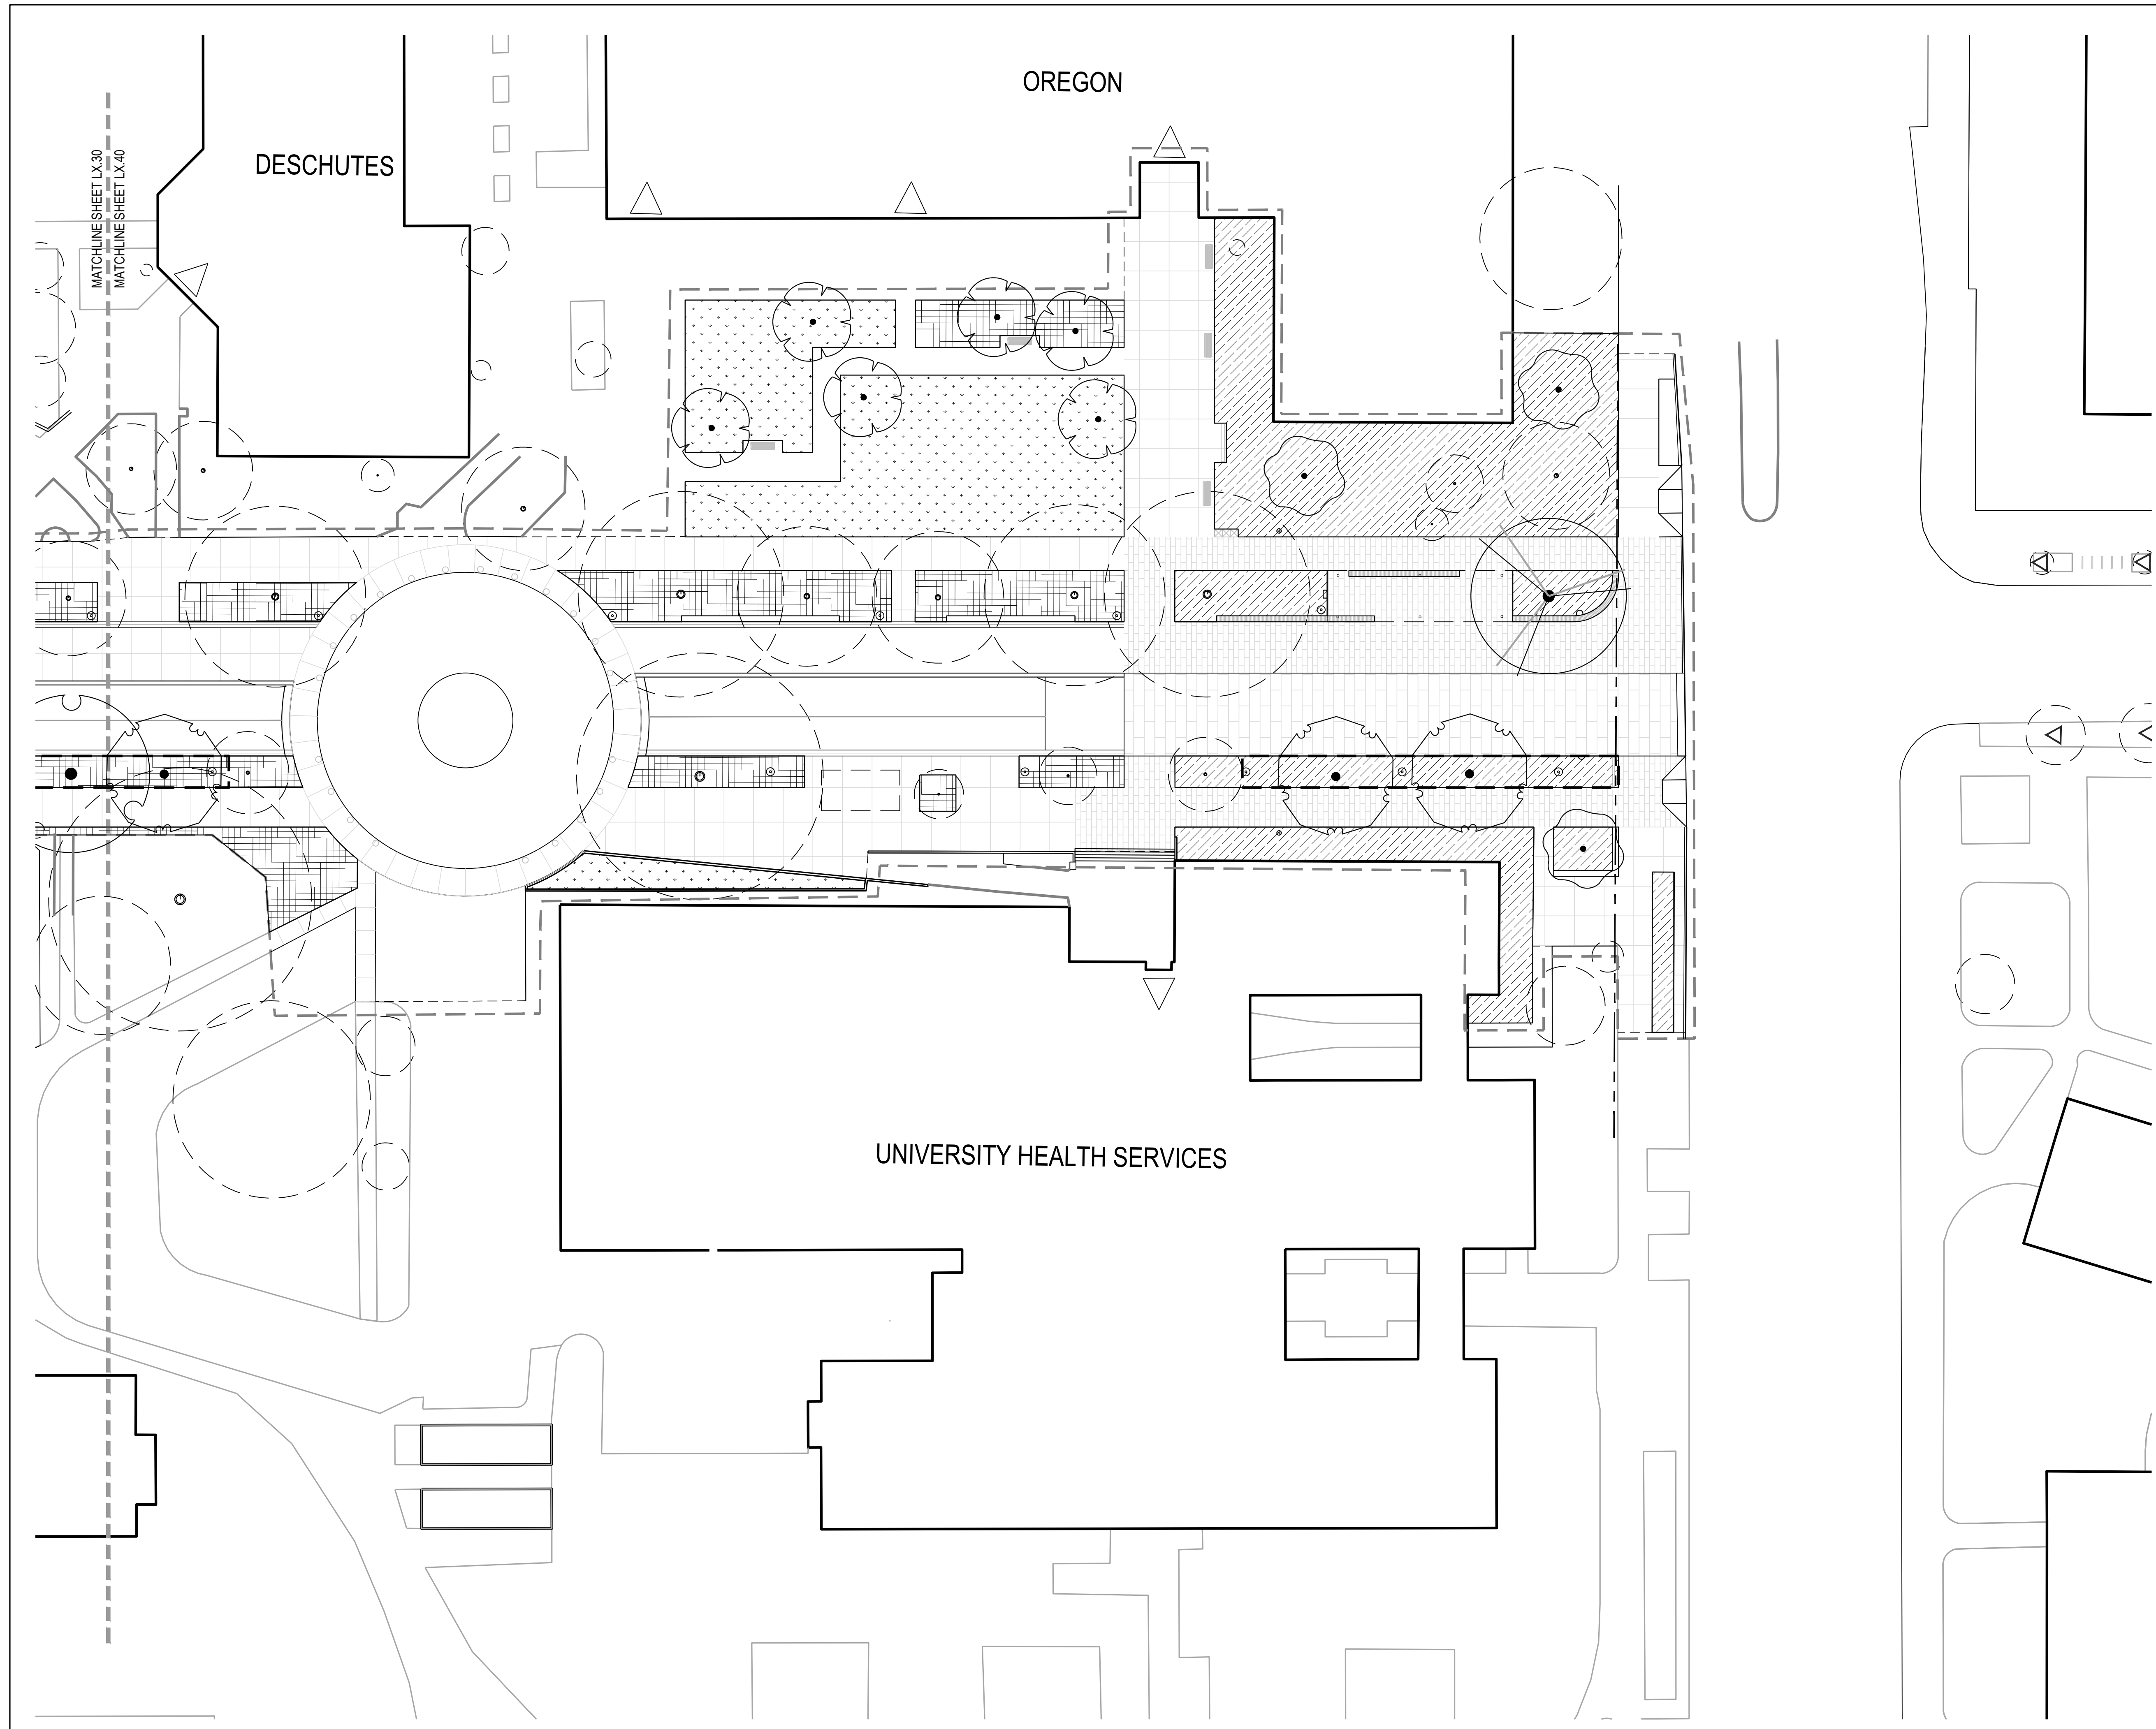 OREGON
DESCHUTES
MATCHLINE SHEET LX.30
MATCHLINE SHEET LX.40
UNIVERSITY HEALTH SERVICES